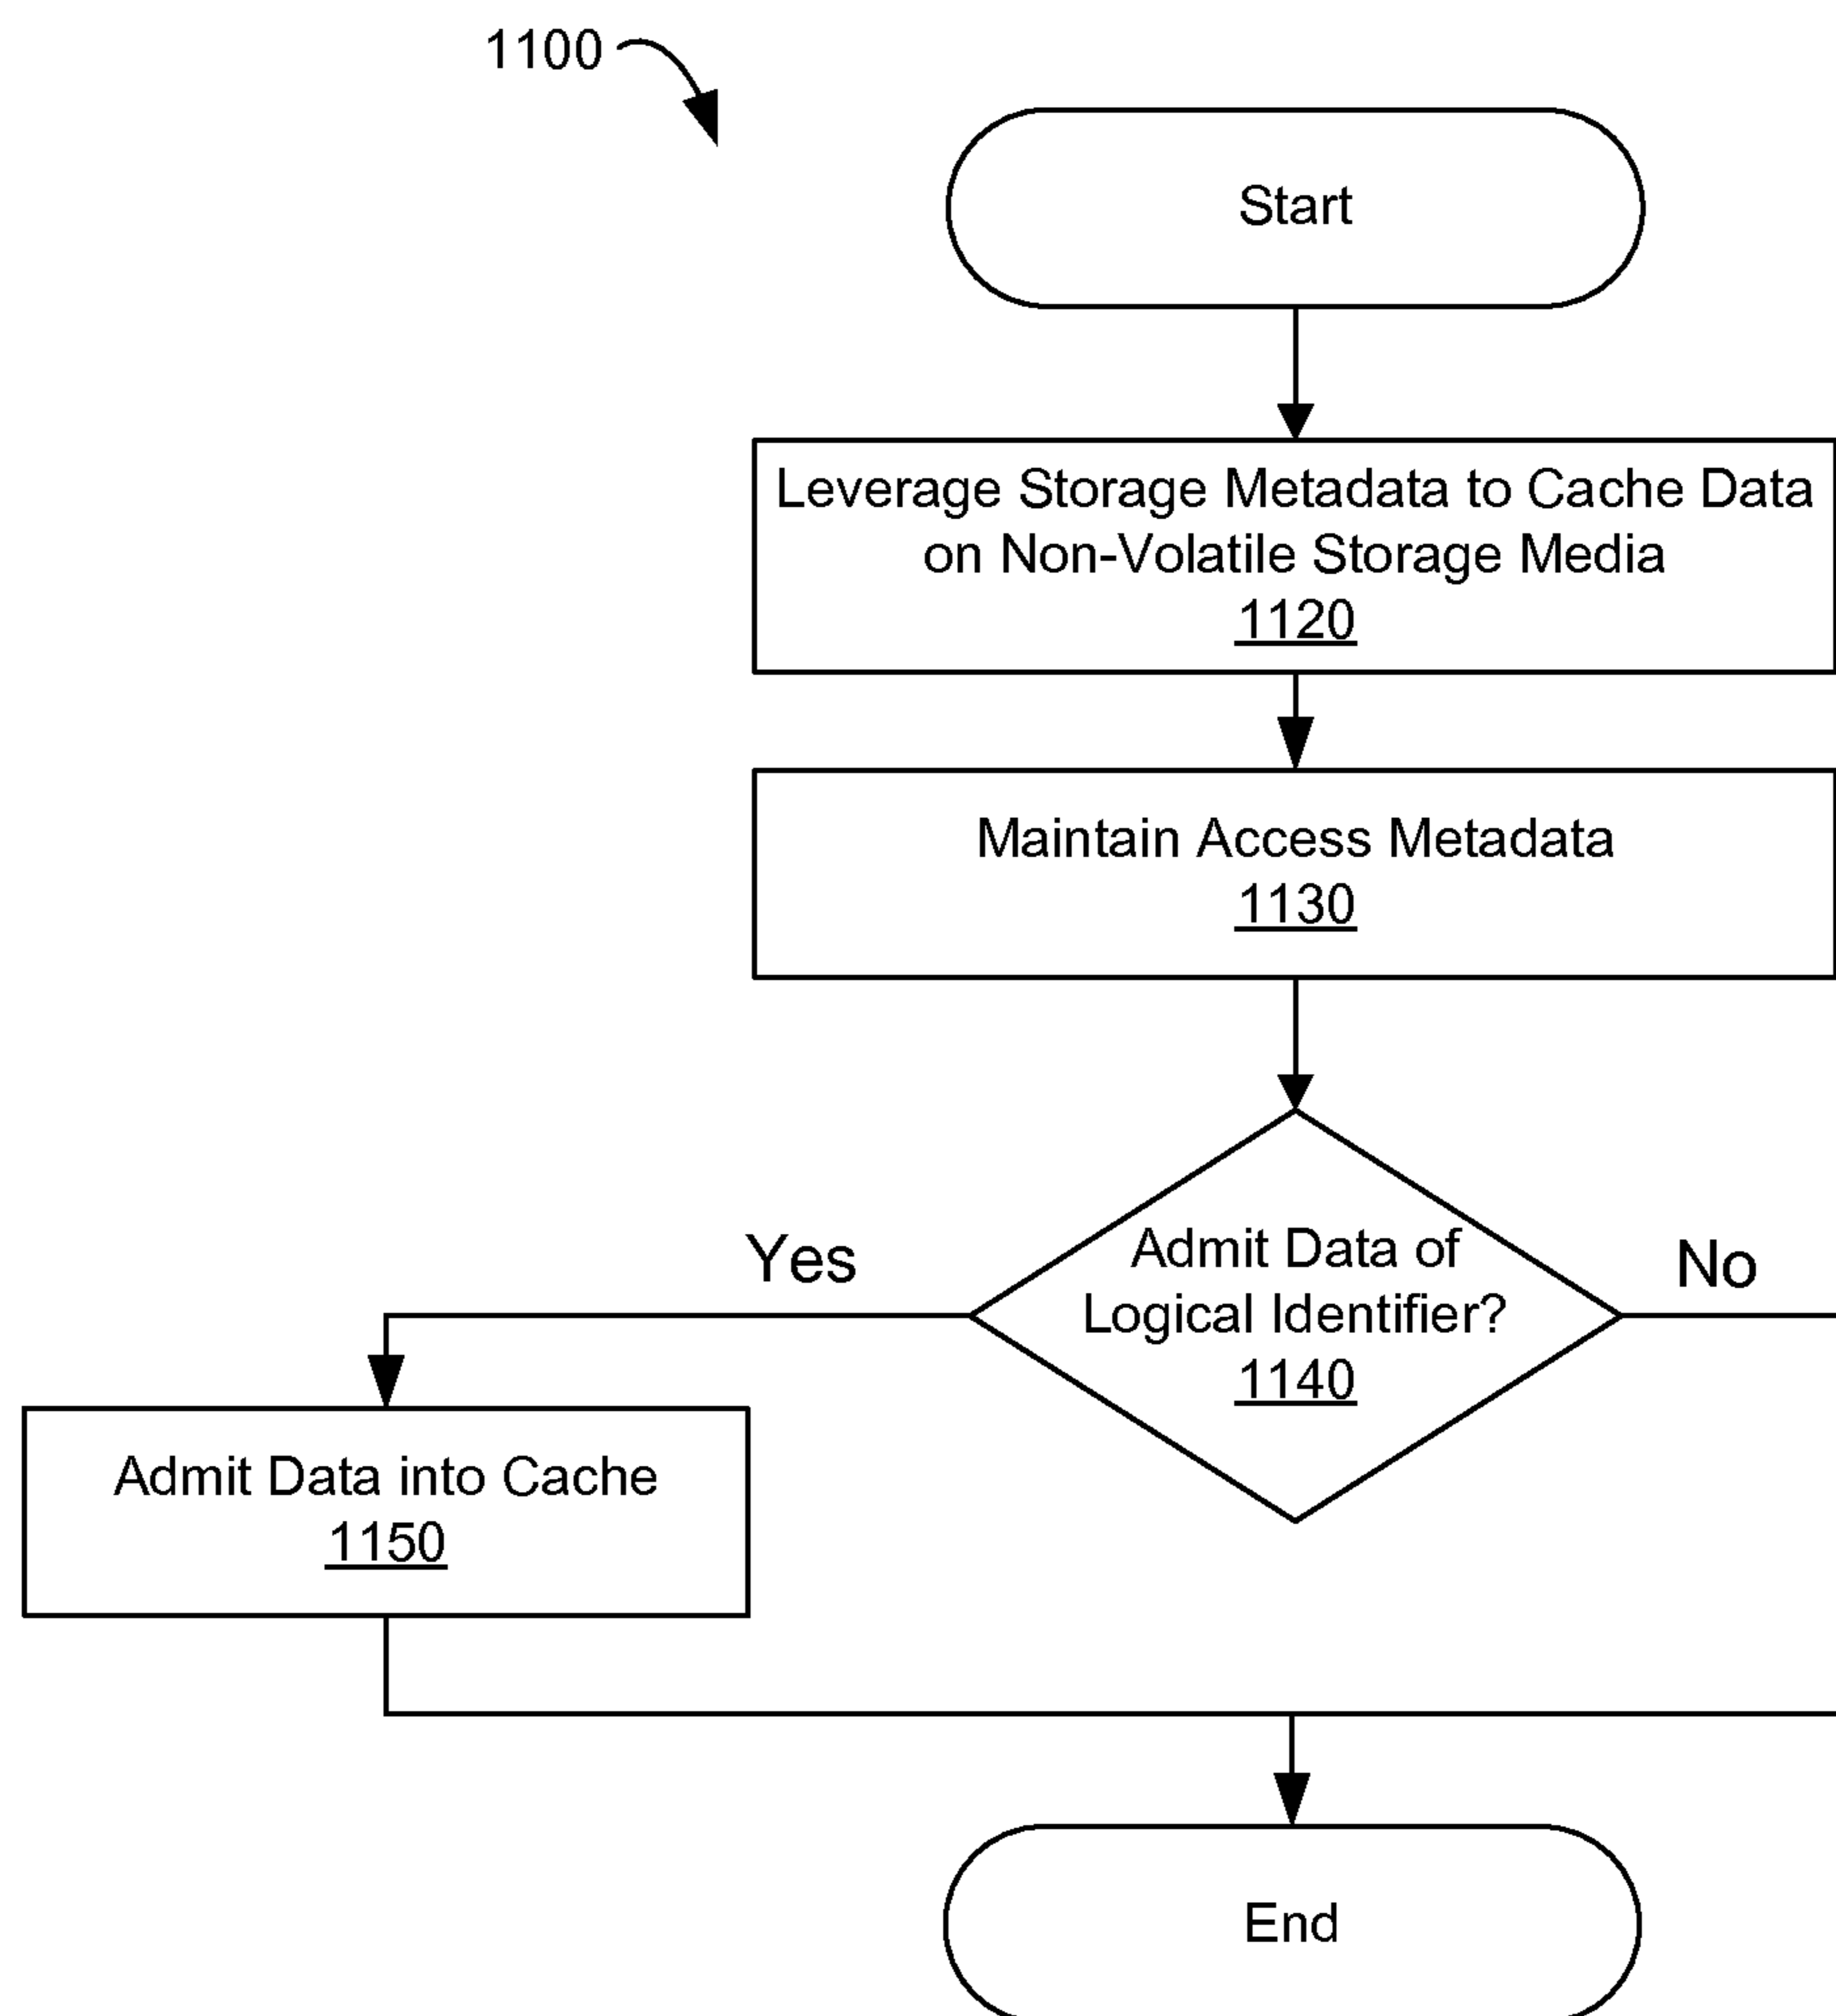 1100
Start
Leverage Storage Metadata to Cache Data
on Non-Volatile Storage Media
1120
Maintain Access Metadata
1130
Admit Data of
Logical Identifier?
1140
Yes
No
Admit Data into Cache
1150
End